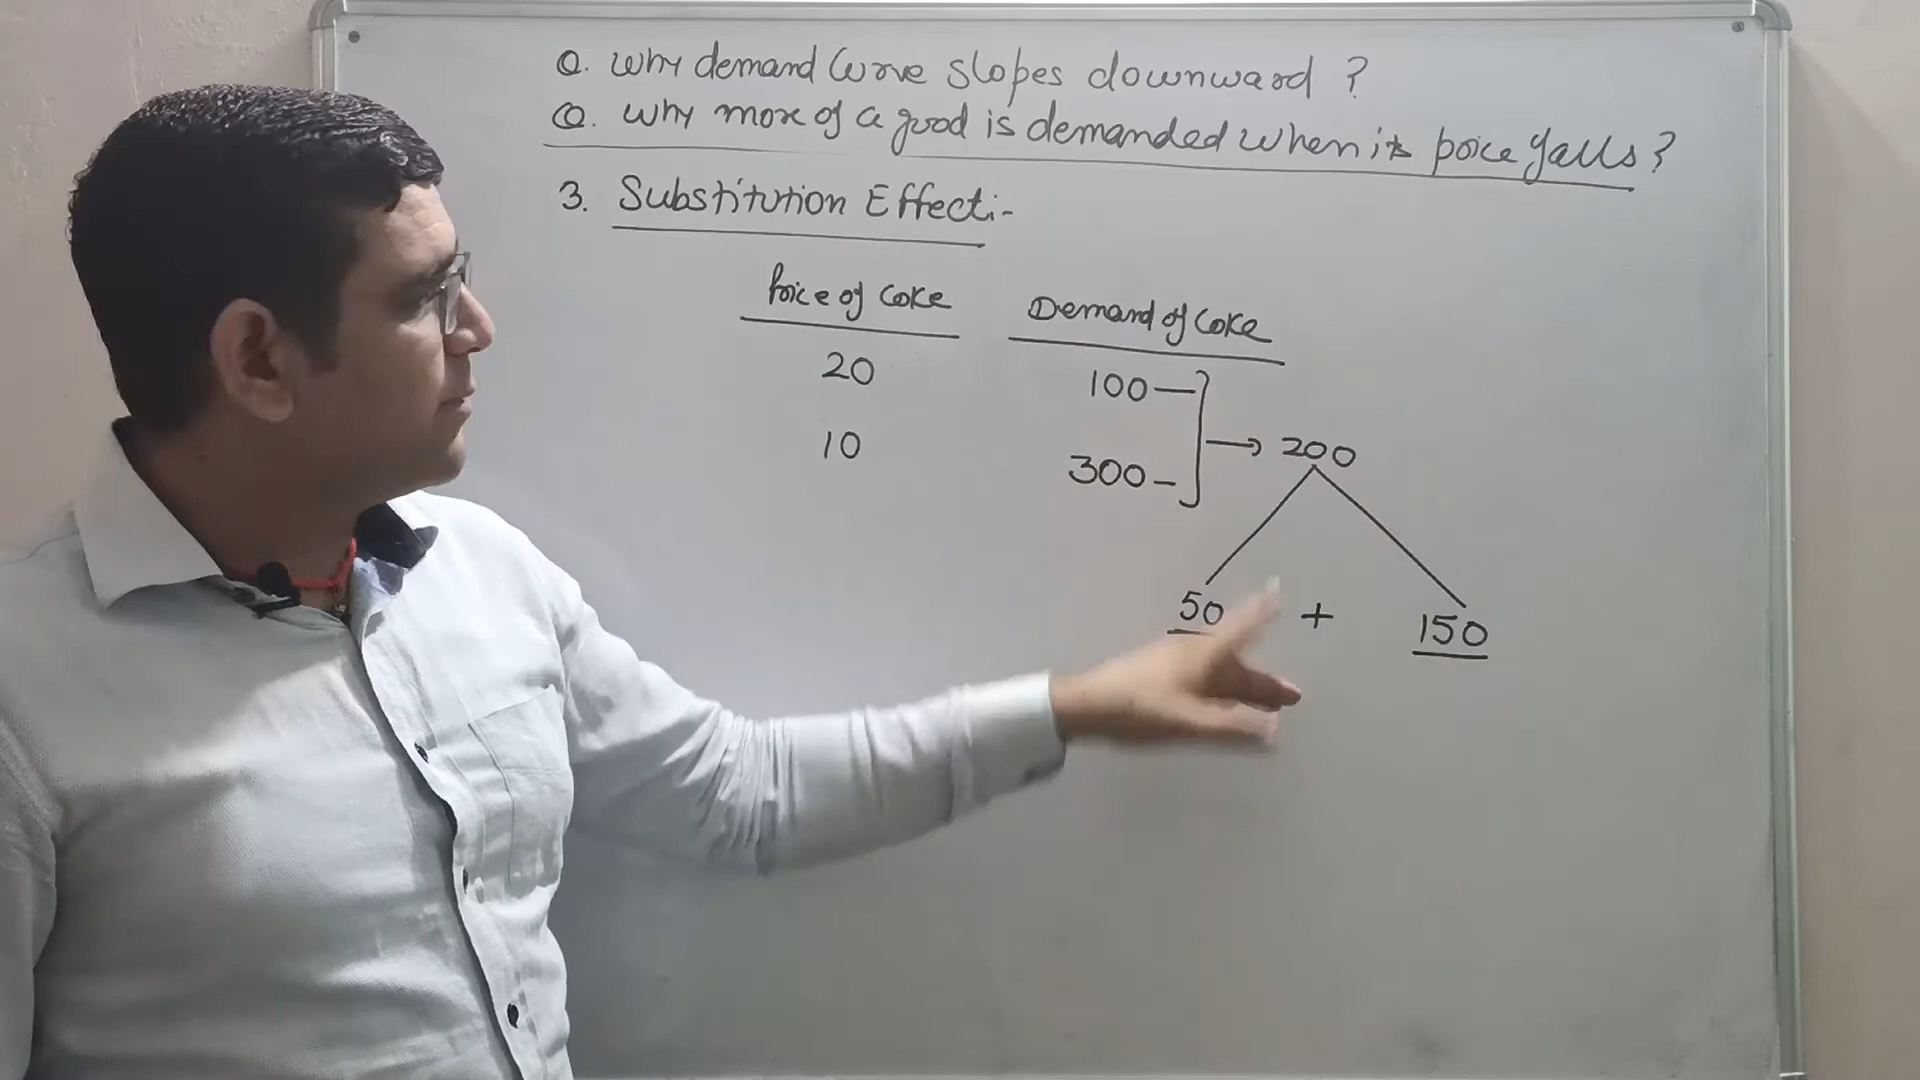 Q. Why demand Curve slopes downward ?
Q. Why more of a good is demanded when its price falls ?
3. Substitution Effect:-
Price of Coke Demand of Coke
20 100
10 300
→ 200
50 + 150